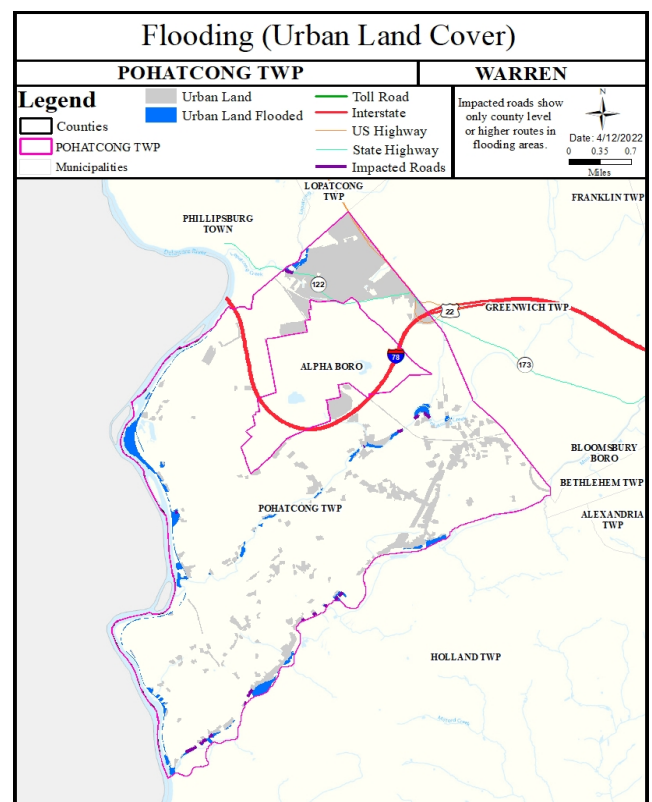 Flooding (Urban Land Cover)
POHATCONG TWP
WARREN
Legend
Counties
POHATCONG TWP
Municipalities
Urban Land
Urban Land Flooded
Toll Road
Interstate
US Highway
State Highway
Impacted Roads
Impacted roads show
only county level
or higher routes in
flooding areas.
N
Date: 4/12/2022
0 0.35 0.7
Miles
LOPATCONG
TWP
FRANKLIN TWP
PHILLIPSBURG
TOWN
122
22
GREENWICH TWP
78
173
ALPHA BORO
BLOOMSBURY
BORO
BETHLEHEM TWP
POHATCONG TWP
ALEXANDRIA
TWP
HOLLAND TWP